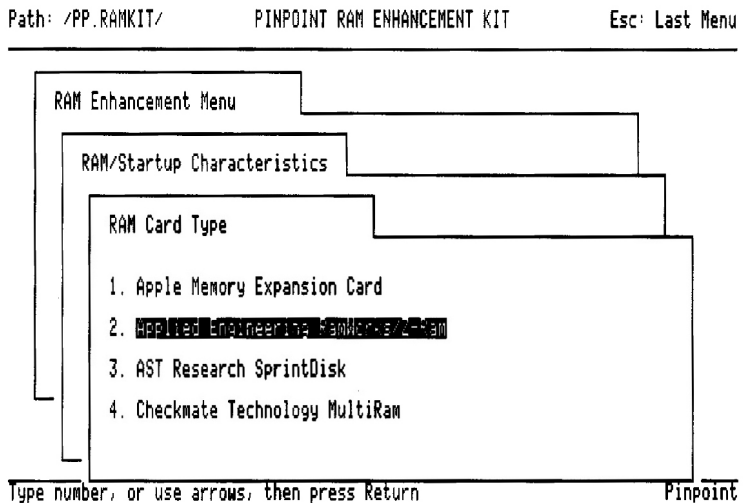 Path: /PP.RAMKIT/ PINPOINT RAM ENHANCEMENT KIT Esc: Last Menu
RAM Enhancement Menu
RAM/Startup Characteristics
RAM Card Type
1. Apple Memory Expansion Card
2. Applied Engineering RamWorks/Z-Ram
3. AST Research SprintDisk
4. Checkmate Technology MultiRam
Type number, or use arrows, then press Return Pinpoint